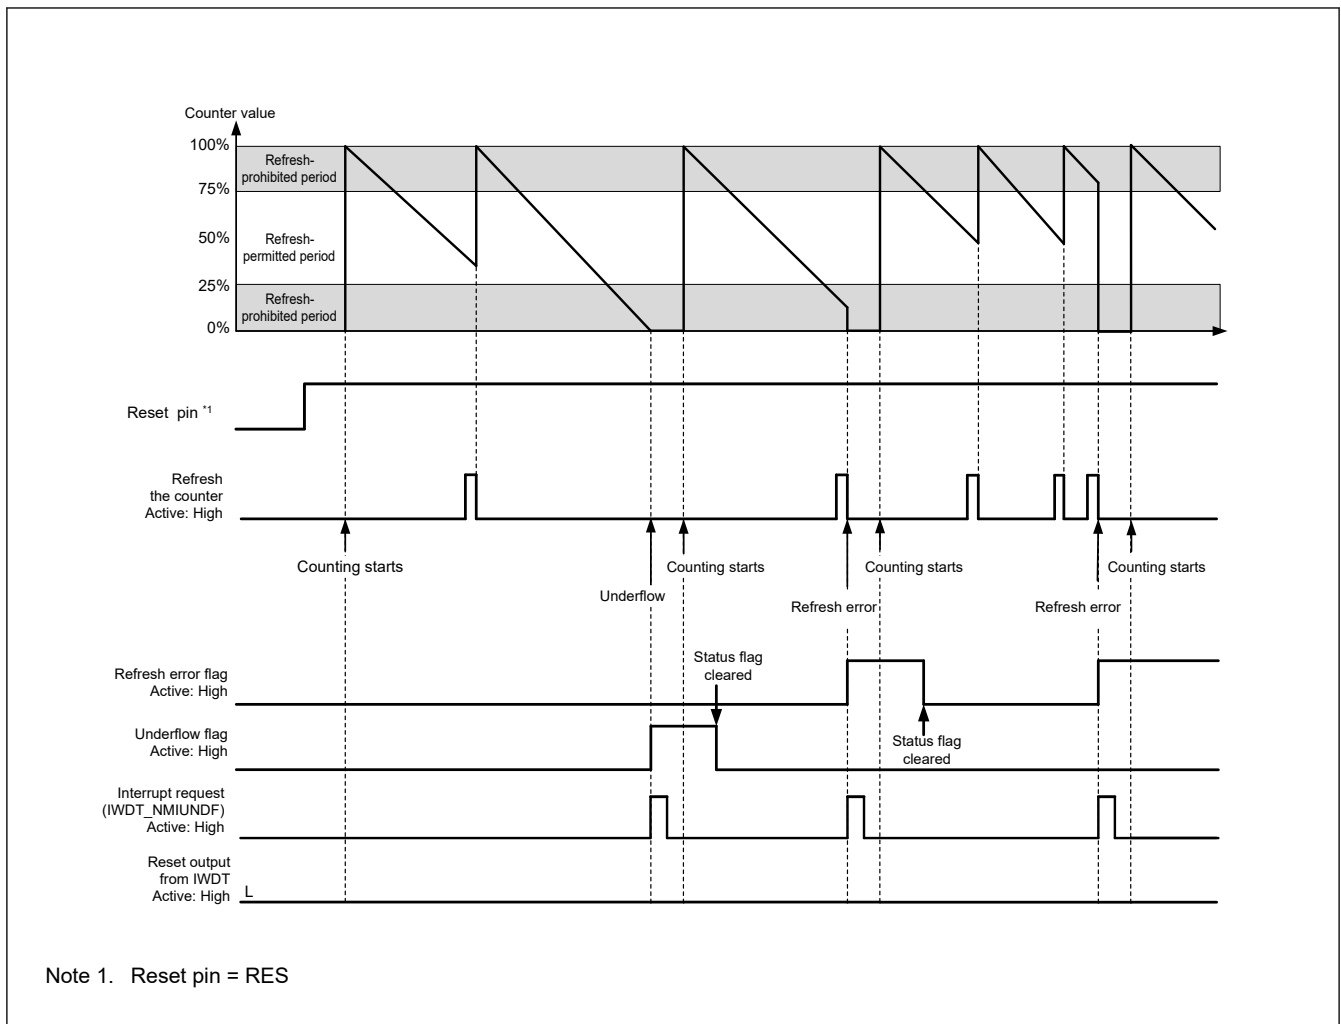 Counter value
100%
Refresh-
prohibited period
75%
50%
Refresh-
permitted period
25%
Refresh-
prohibited period
0%
Reset pin *1
Refresh
the counter
Active: High
Counting starts
Underflow
Counting starts
Refresh error
Counting starts
Refresh error
Counting starts
Refresh error flag
Active: High
Status flag
cleared
Underflow flag
Active: High
Status flag
cleared
Interrupt request
(IWDT_NMIUNDF)
Active: High
Reset output
from IWDT
Active: High
L
Note 1. Reset pin = RES